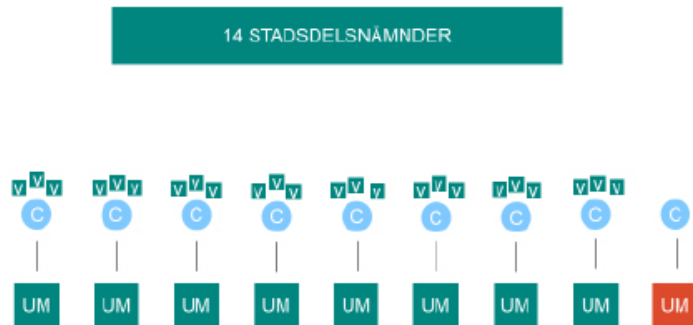 14 STADSDELSNÄMNDER
V V V V V V V V V V V V V V V V V V V V V V V V
C C C C C C C C C
UM UM UM UM UM UM UM UM UM